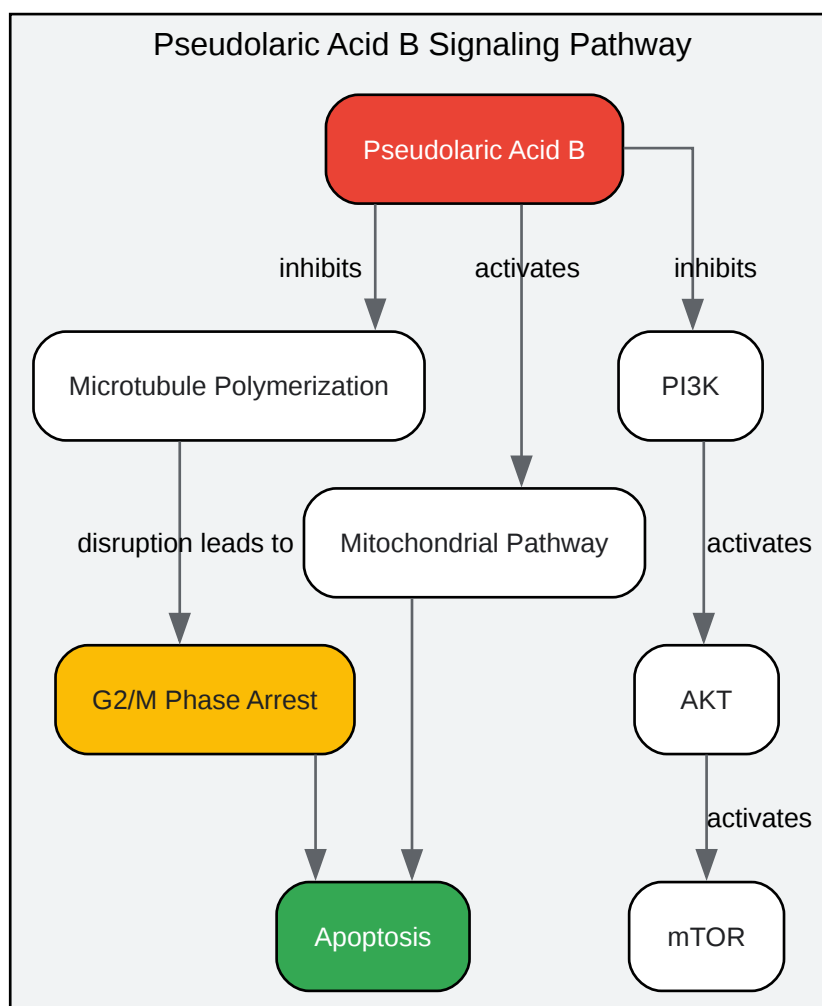 Pseudolaric Acid B Signaling Pathway
Pseudolaric Acid B
inhibits
activates
inhibits
Microtubule Polymerization
PI3K
disruption leads to
Mitochondrial Pathway
activates
G2/M Phase Arrest
AKT
activates
Apoptosis
mTOR